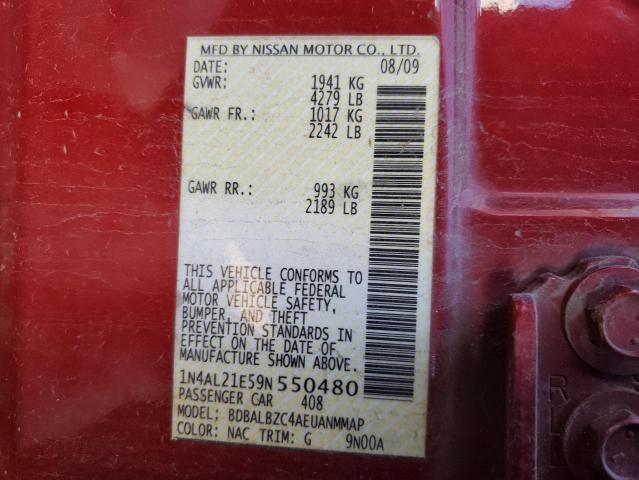 MFD BY NISSAN MOTOR CO., LTD.
DATE: 08/09
GVWR: 1941 KG
4279 LB
GAWR FR.: 1017 KG
2242 LB
GAWR RR.: 993 KG
2189 LB
THIS VEHICLE CONFORMS TO
ALL APPLICABLE FEDERAL
MOTOR VEHICLE SAFETY,
BUMPER, AND THEFT
PREVENTION STANDARDS IN
EFFECT ON THE DATE OF
MANUFACTURE SHOWN ABOVE.
1N4AL21E59N550480
PASSENGER CAR 408
MODEL: BDBALBZC4AEUANMMAP
COLOR: NAC TRIM: G 9N00A